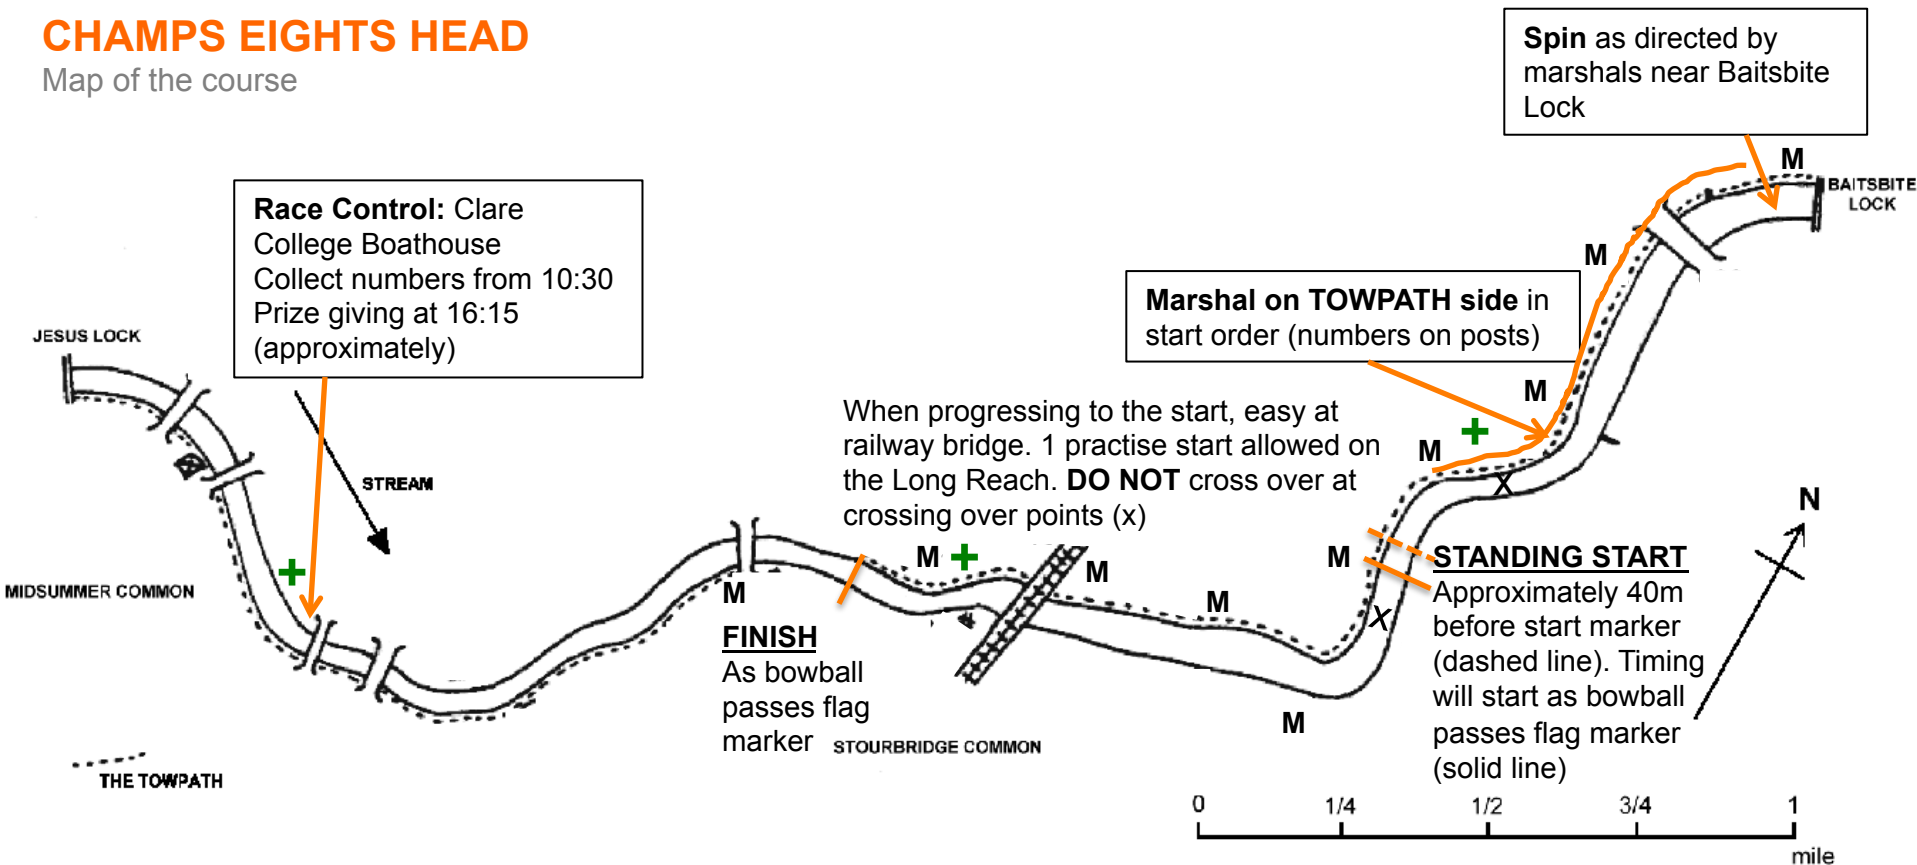 CHAMPS EIGHTS HEAD
Map of the course
Spin as directed by
marshals near Baitsbite
Lock
M
BAITSBITE
LOCK
Race Control: Clare
College Boathouse
Collect numbers from 10:30
Prize giving at 16:15
(approximately)
M
Marshal on TOWPATH side in
start order (numbers on posts)
JESUS LOCK
M
When progressing to the start, easy at
railway bridge. 1 practise start allowed on
the Long Reach. DO NOT cross over at
crossing over points (x)
M
X
STREAM
N
M
M
M
STANDING START
Approximately 40m
before start marker
(dashed line). Timing
will start as bowball
passes flag marker
(solid line)
MIDSUMMER COMMON
M
M
X
FINISH
As bowball
passes flag
marker
M
STOURBRIDGE COMMON
THE TOWPATH
0 1/4 1/2 3/4 1
mile